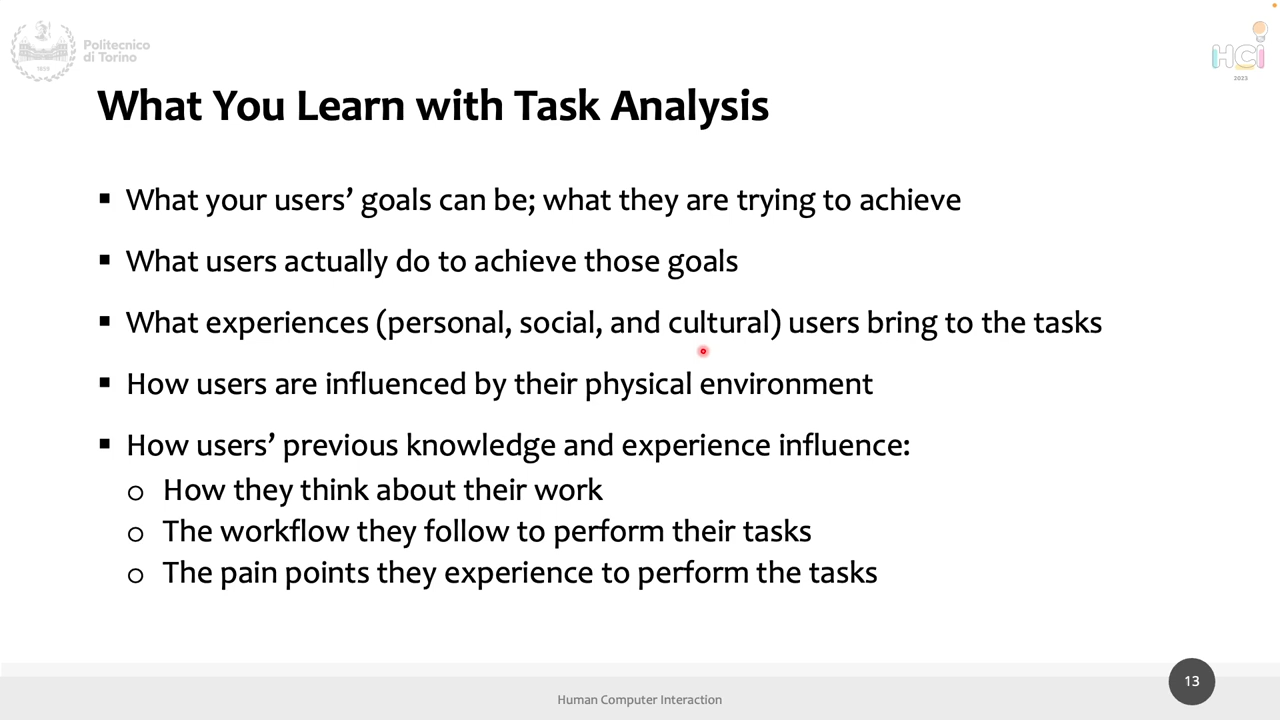 Politecnico
di Torino
1859
HCI
2023
What You Learn with Task Analysis
▪ What your users’ goals can be; what they are trying to achieve
▪ What users actually do to achieve those goals
▪ What experiences (personal, social, and cultural) users bring to the tasks
▪ How users are influenced by their physical environment
▪ How users’ previous knowledge and experience influence:
o How they think about their work
o The workflow they follow to perform their tasks
o The pain points they experience to perform the tasks
Human Computer Interaction
13